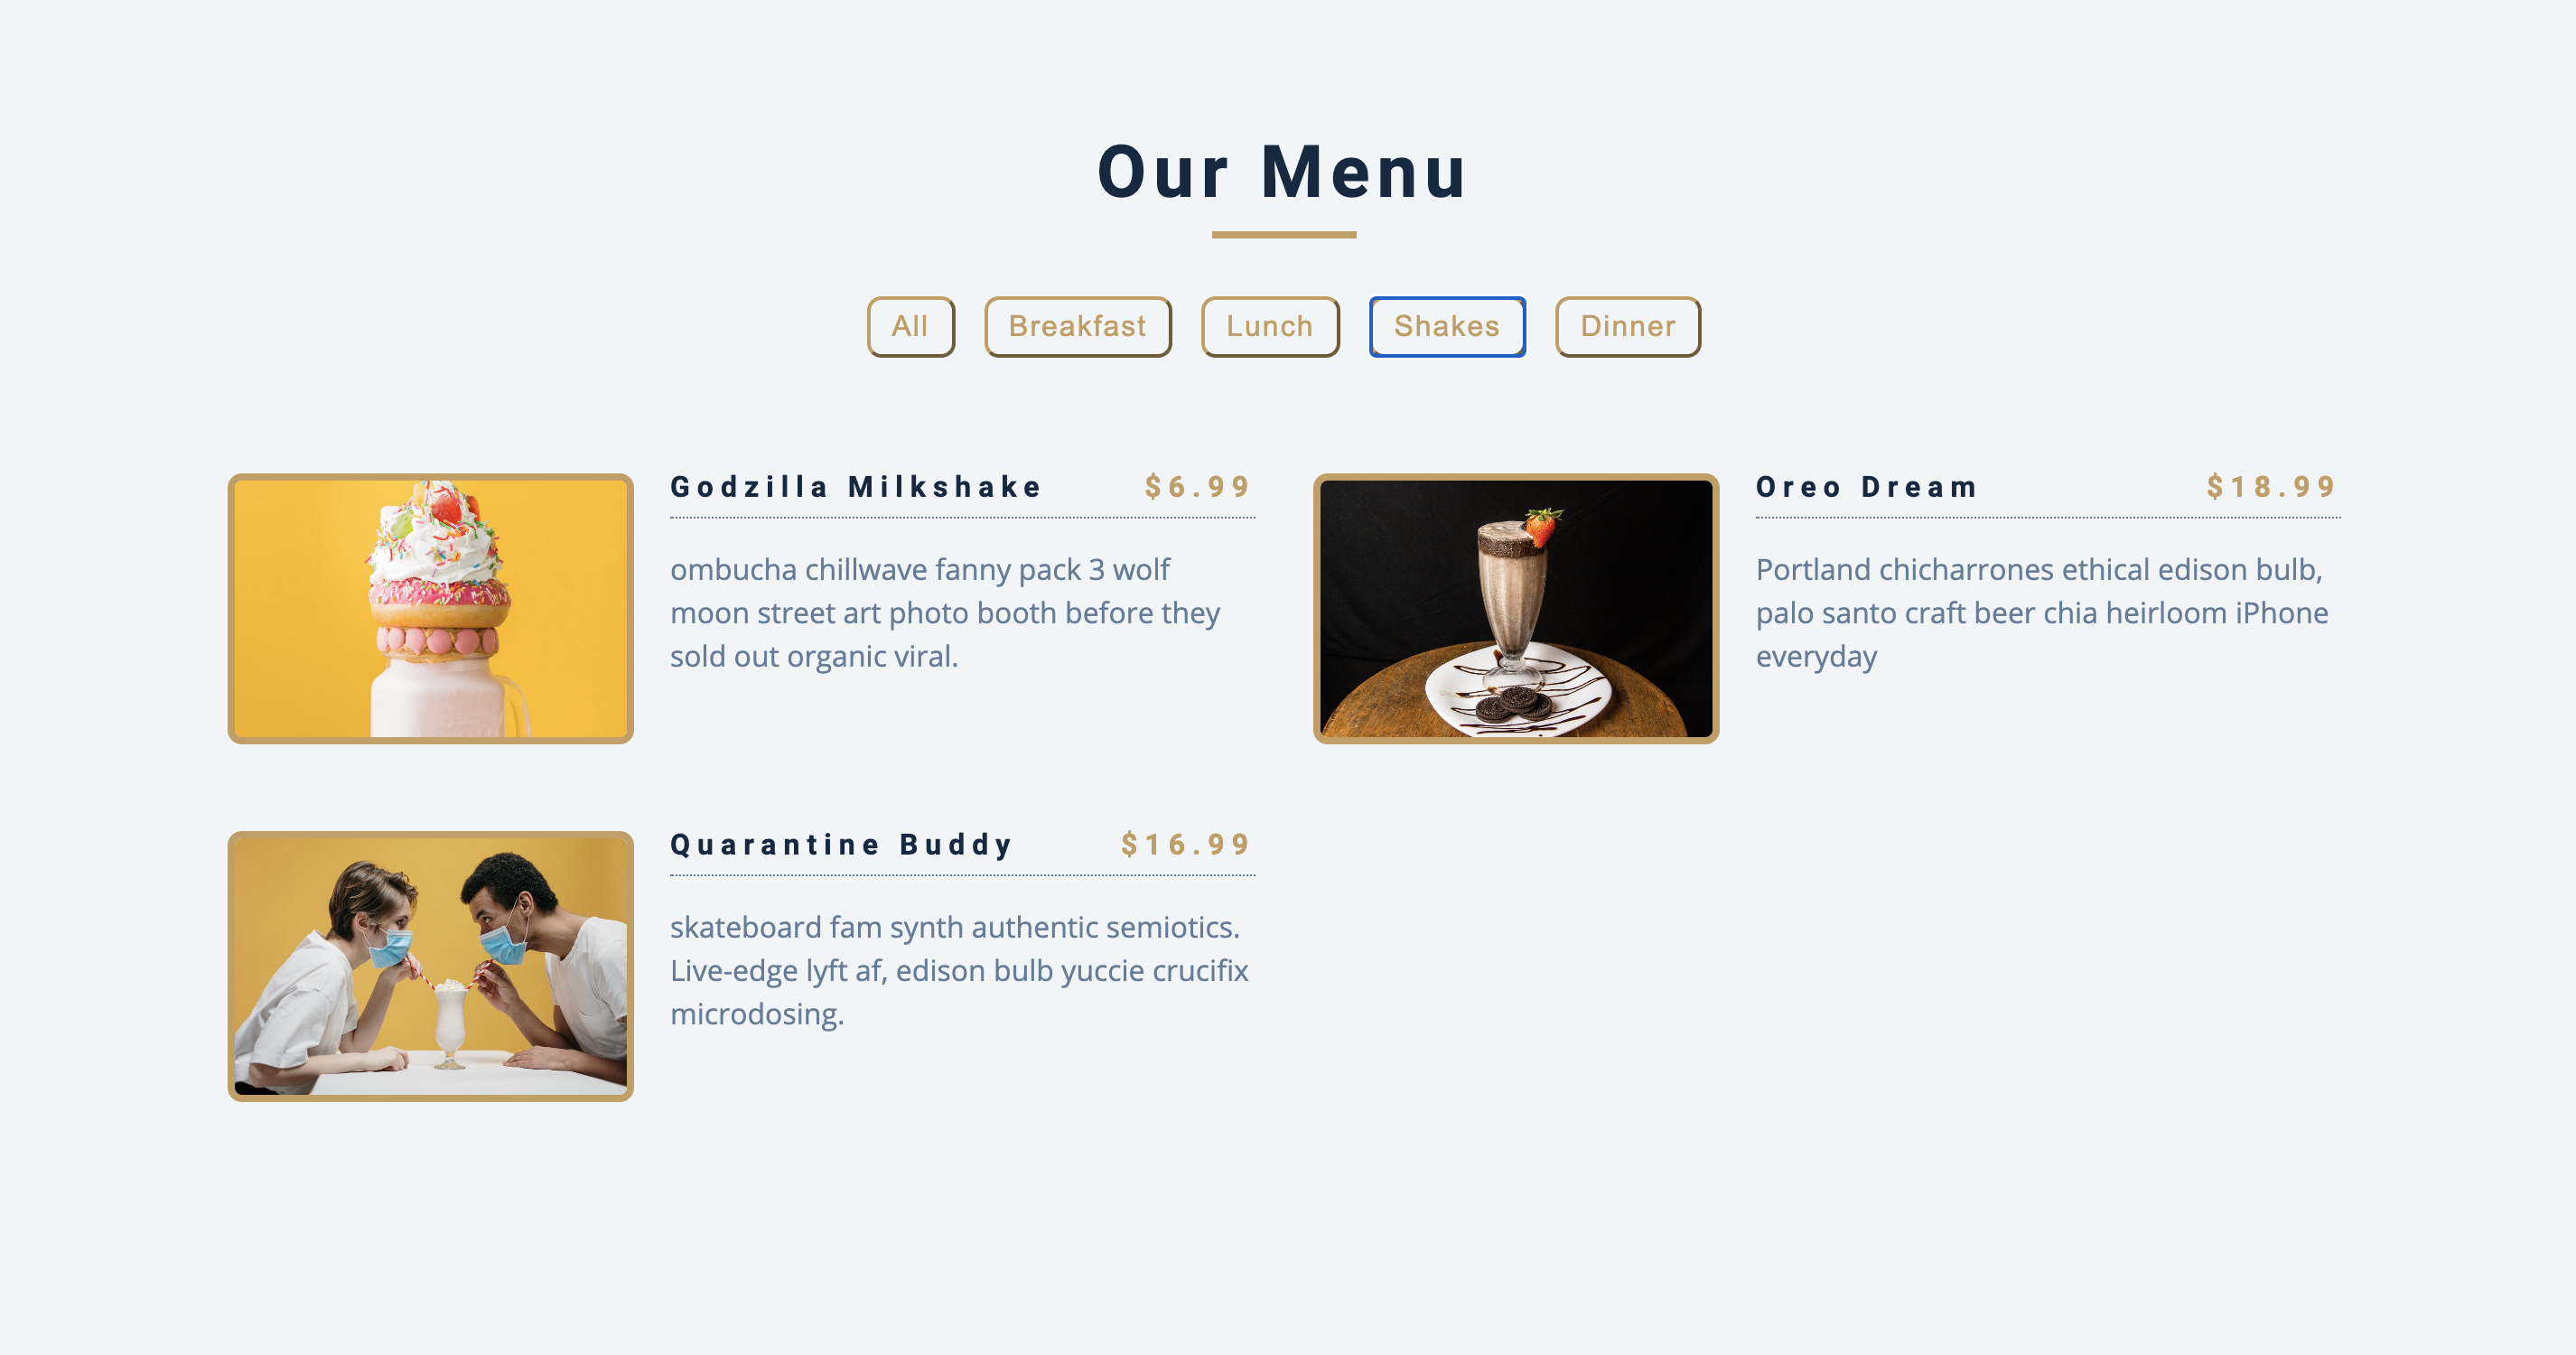 Our Menu
All
Breakfast
Lunch
Shakes
Dinner
Godzilla Milkshake
$6.99
ombucha chillwave fanny pack 3 wolf
moon street art photo booth before they
sold out organic viral.
Oreo Dream
$18.99
Portland chicharrones ethical edison bulb,
palo santo craft beer chia heirloom iPhone
everyday
Quarantine Buddy
$16.99
skateboard fam synth authentic semiotics.
Live-edge lyft af, edison bulb yuccie crucifix
microdosing.